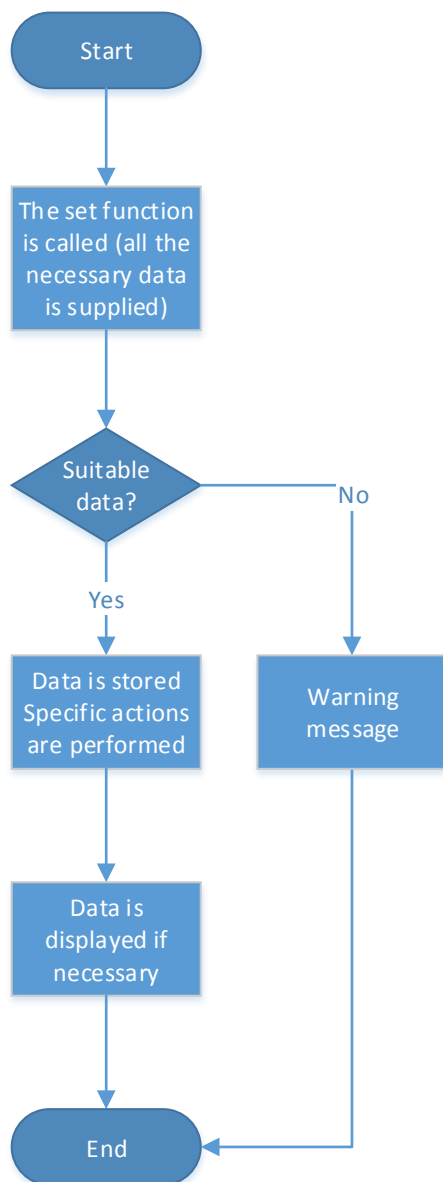 Start
The set function
is called (all the
necessary data
is supplied)
Suitable
data?
No
Yes
Data is stored
Specific actions
are performed
Warning
message
Data is
displayed if
necessary
End